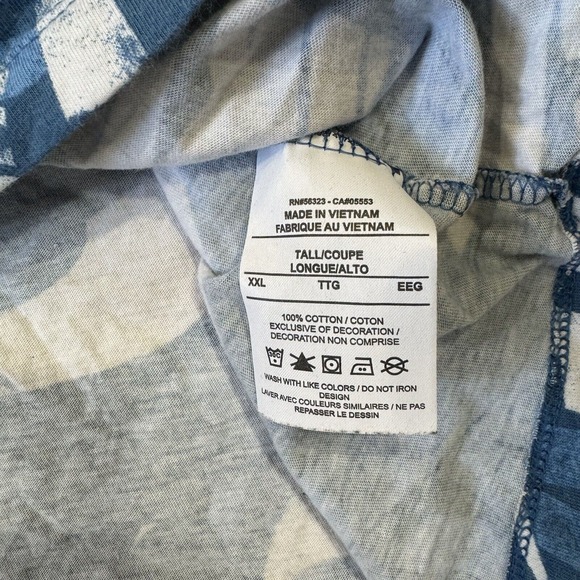 RN#56323 - CA#05553
MADE IN VIETNAM
FABRIQUE AU VIETNAM
TALL/COUPE
LONGUE/ALTO
XXL TTG EEG
100% COTTON / COTON
EXCLUSIVE OF DECORATION /
DECORATION NON COMPRISE
WASH WITH LIKE COLORS / DO NOT IRON
DESIGN
LAVER AVEC COULEURS SIMILAIRES / NE PAS
REPASSER LE DESSIN